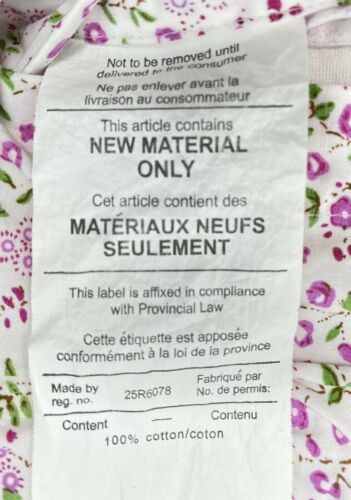 Not to be removed until
delivered to the consumer
Ne pas enlever avant la
livraison au consommateur
This article contains
NEW MATERIAL
ONLY
Cet article contient des
MATÉRIAUX NEUFS
SEULEMENT
This label is affixed in compliance
with Provincial Law
Cette étiquette est apposée
conformément à la loi de la province
Made by reg. no. 25R6078 Fabriqué par No. de permis:
Content — Contenu
100% cotton/coton